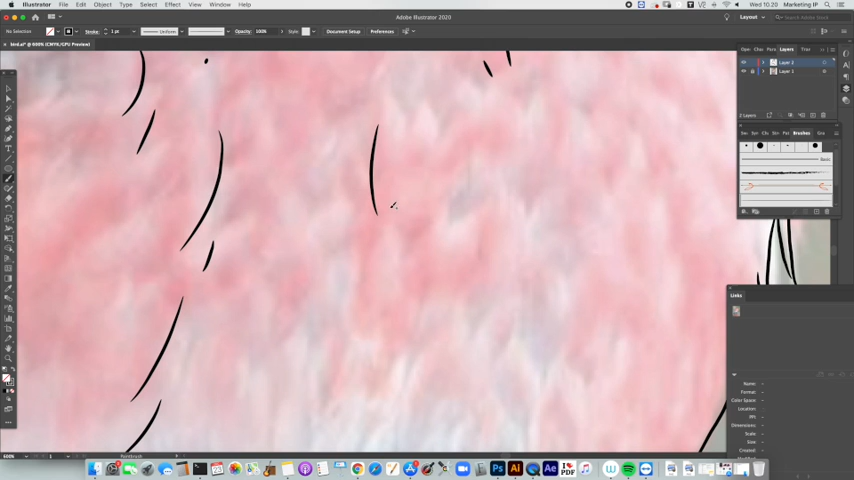 Illustrator File Edit Object Type Select Effect View Window Help
Wed 10.20 Marketing IP
Adobe Illustrator 2020
Layout
No Selection Stroke: 1 pt Uniform Opacity: 100% Style: Document Setup Preferences
Layers
Layer 2
Layer 1
2 Layers
Brushes
Basic
Links
Name:
Format:
Color Space:
Location:
PPI:
Dimensions:
Scale:
Size:
Created:
600% 1 Paintbrush